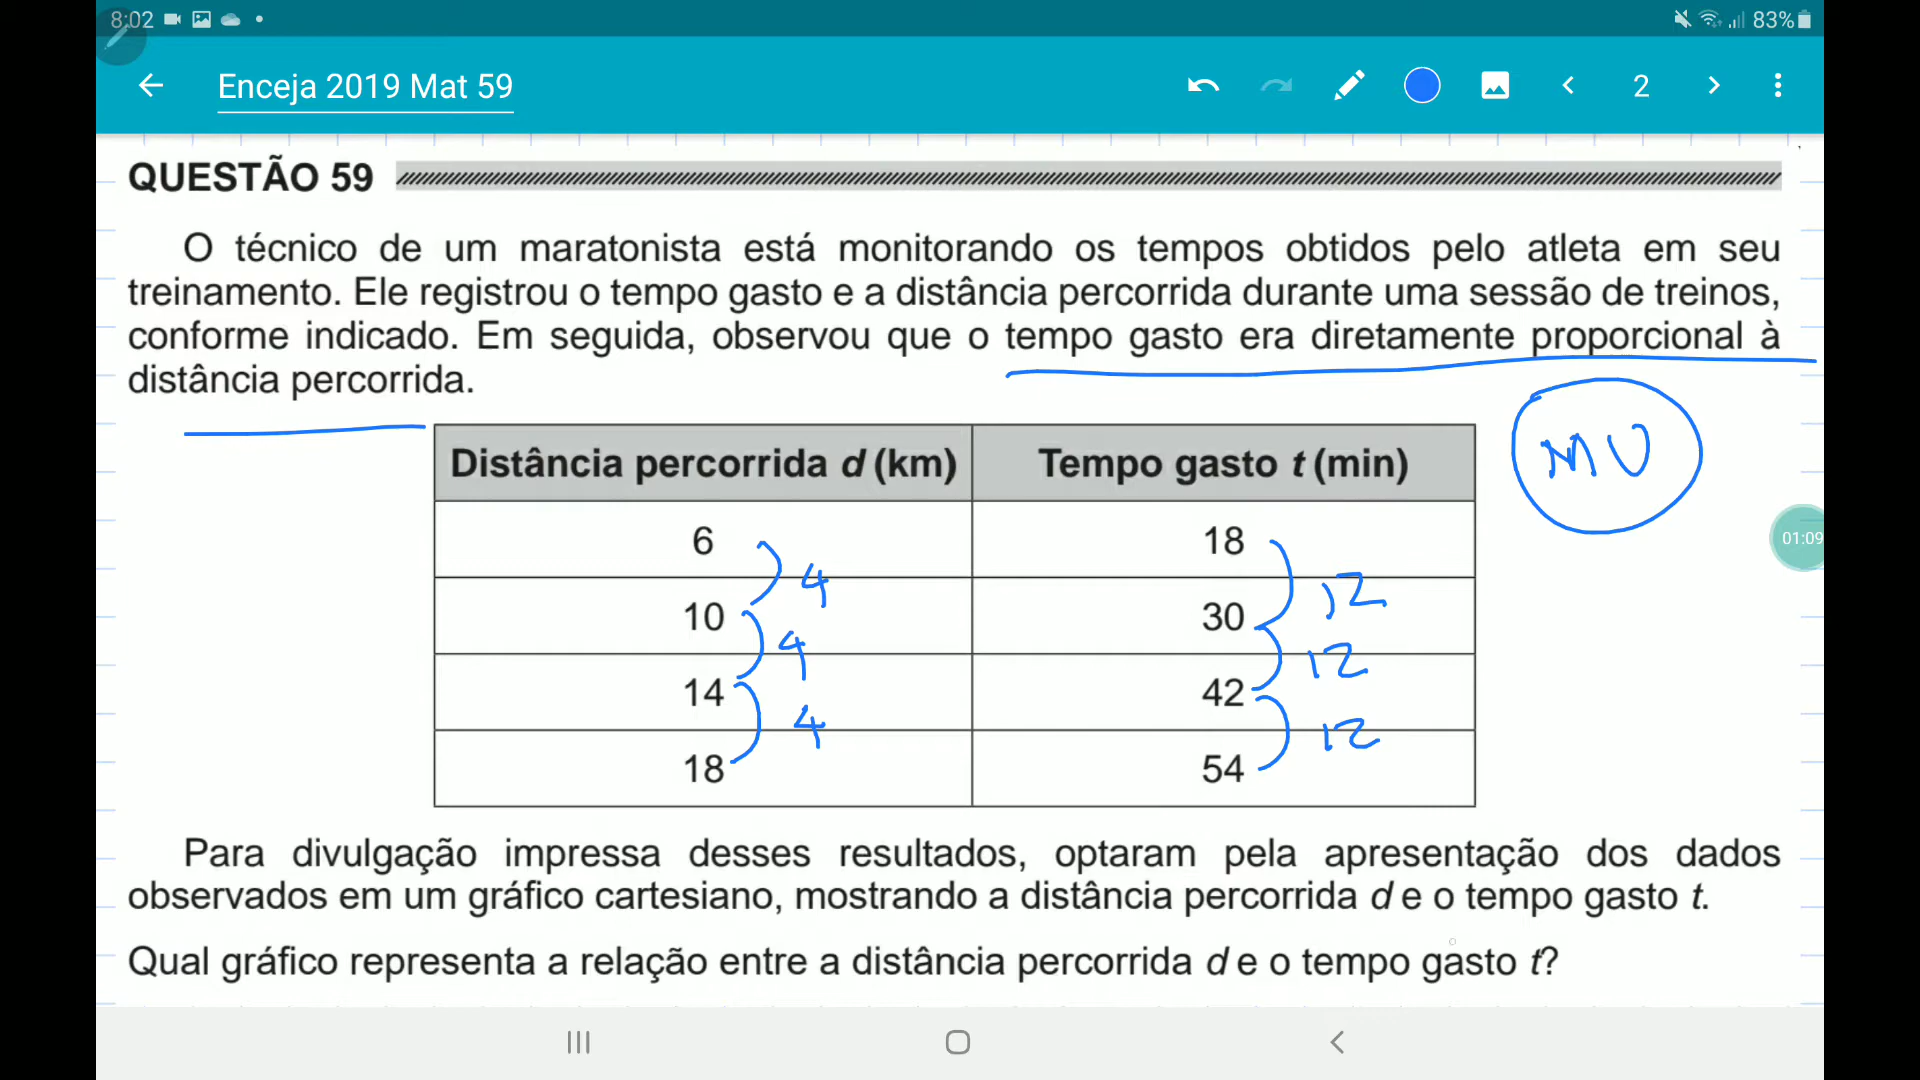 8:02
83%
Enceja 2019 Mat 59
2
QUESTÃO 59
O técnico de um maratonista está monitorando os tempos obtidos pelo atleta em seu
treinamento. Ele registrou o tempo gasto e a distância percorrida durante uma sessão de treinos,
conforme indicado. Em seguida, observou que o tempo gasto era diretamente proporcional à
distância percorrida.
MU
Distância percorrida d (km) Tempo gasto t (min)
6 18
4 12
10 30
4 12
14 42
4 12
18 54
01:09
Para divulgação impressa desses resultados, optaram pela apresentação dos dados
observados em um gráfico cartesiano, mostrando a distância percorrida d e o tempo gasto t.
Qual gráfico representa a relação entre a distância percorrida d e o tempo gasto t?